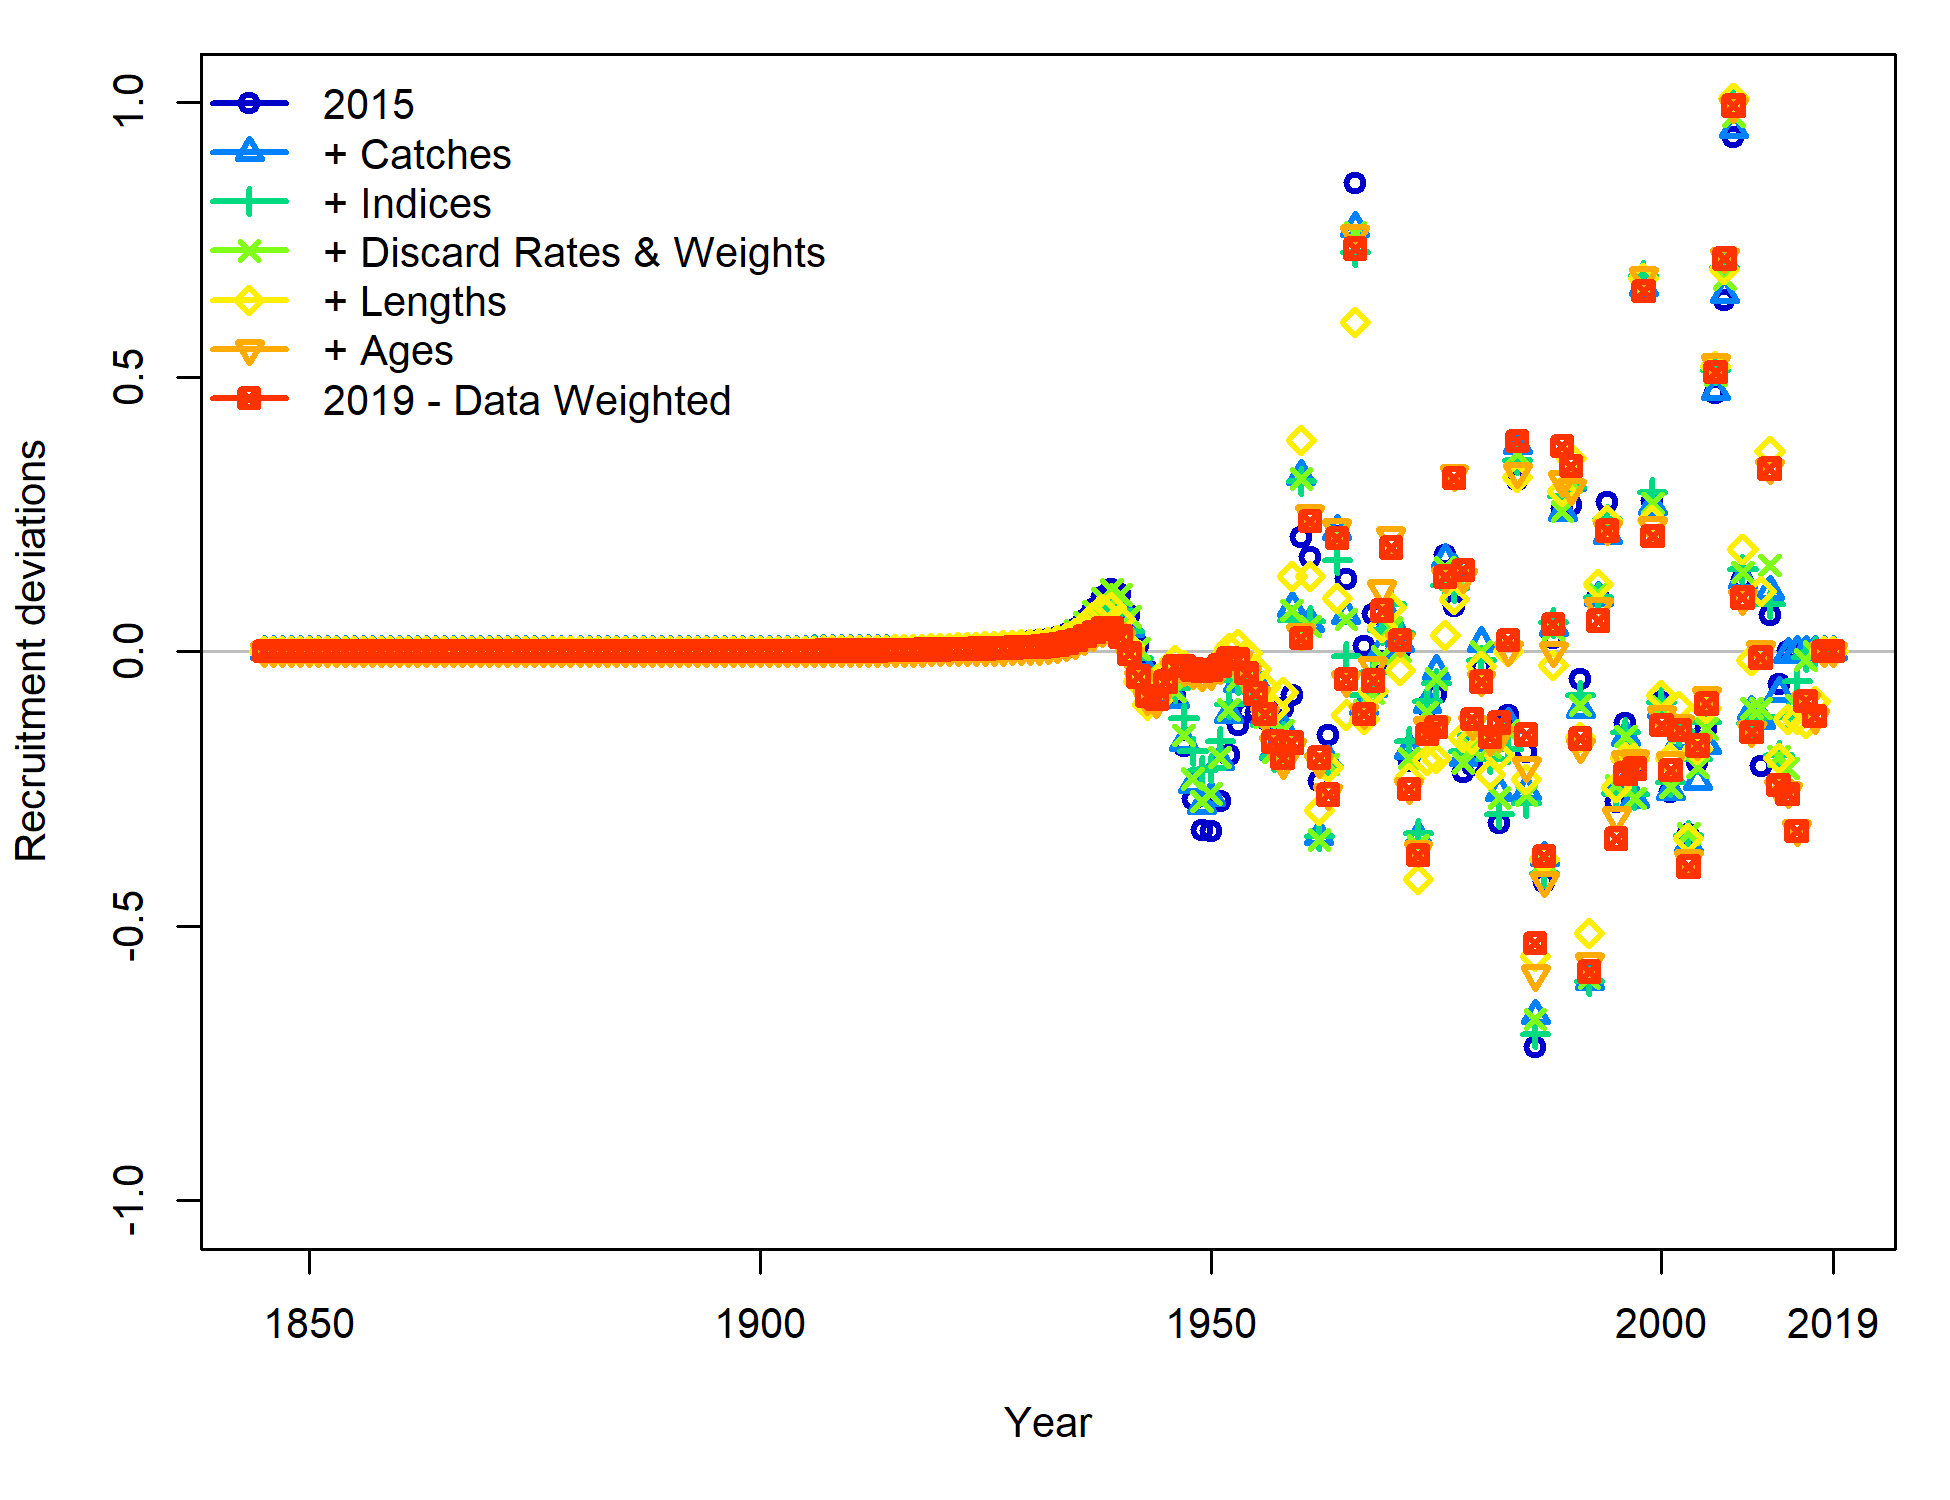 1.0
0.5
0.0
-0.5
-1.0
Recruitment deviations
2015
+ Catches
+ Indices
+ Discard Rates & Weights
+ Lengths
+ Ages
2019 - Data Weighted
1850 1900 1950 2000 2019
Year